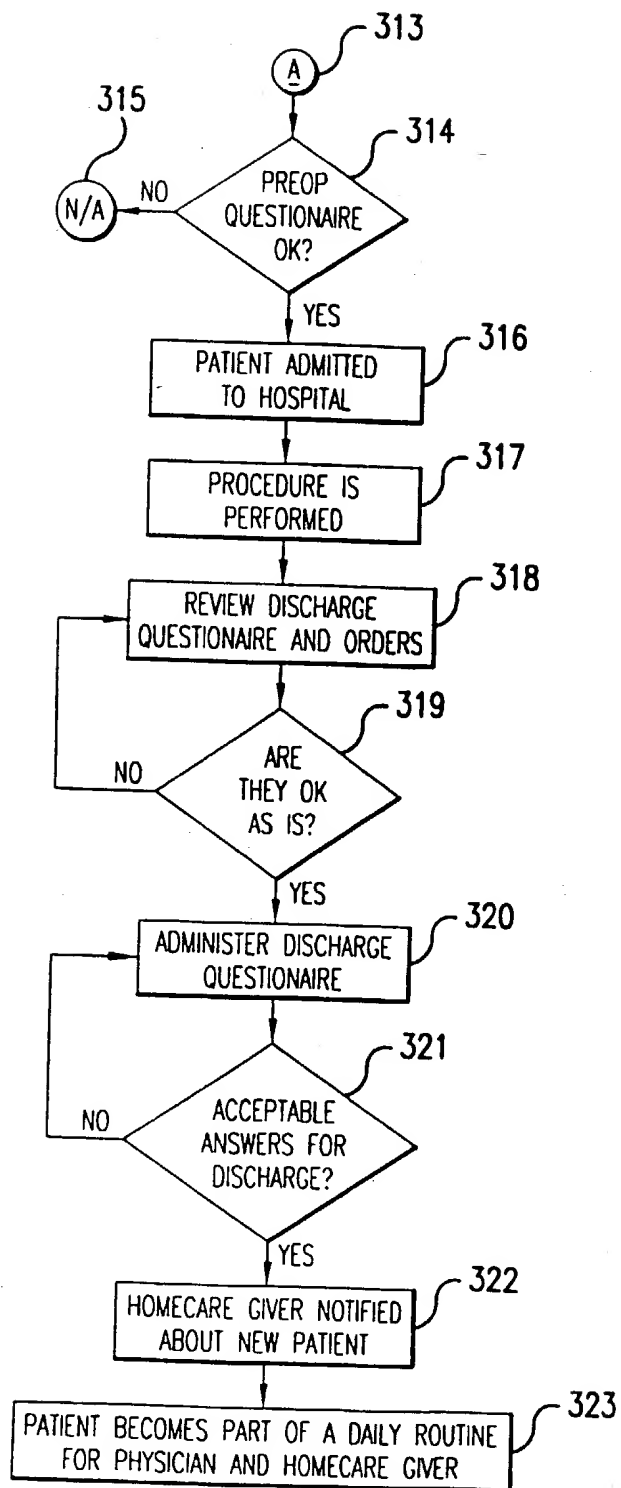 313
A
315
314
N/A
NO
PREOP
QUESTIONAIRE
OK?
YES
316
PATIENT ADMITTED
TO HOSPITAL
317
PROCEDURE IS
PERFORMED
318
REVIEW DISCHARGE
QUESTIONAIRE AND ORDERS
319
NO
ARE
THEY OK
AS IS?
YES
320
ADMINISTER DISCHARGE
QUESTIONAIRE
321
NO
ACCEPTABLE
ANSWERS FOR
DISCHARGE?
YES
322
HOMECARE GIVER NOTIFIED
ABOUT NEW PATIENT
323
PATIENT BECOMES PART OF A DAILY ROUTINE
FOR PHYSICIAN AND HOMECARE GIVER